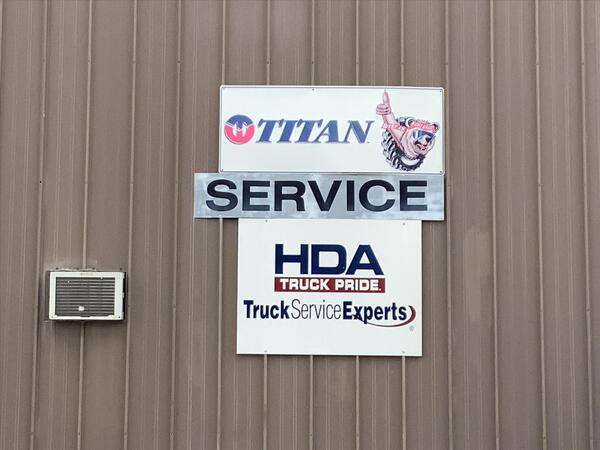 TITAN
SERVICE
HDA
TRUCK PRIDE.
TruckServiceExperts